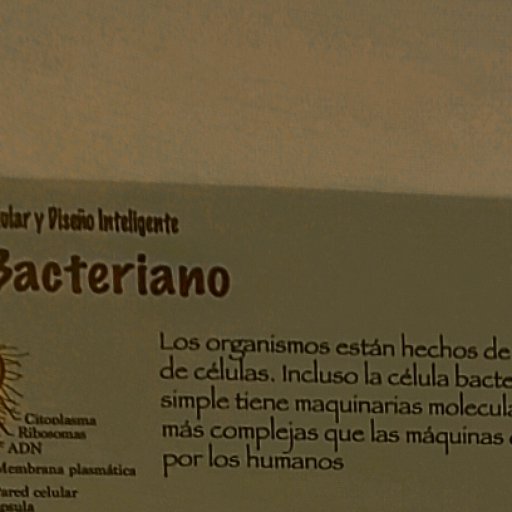 olar y Diseño Inteligente
Bacteriano
Los organismos están hechos de
de células. Incluso la célula bacte
simple tiene maquinarias molecula
más complejas que las máquinas
por los humanos
Citoplasma
Ribosomas
ADN
Membrana plasmática
ared celular
psula